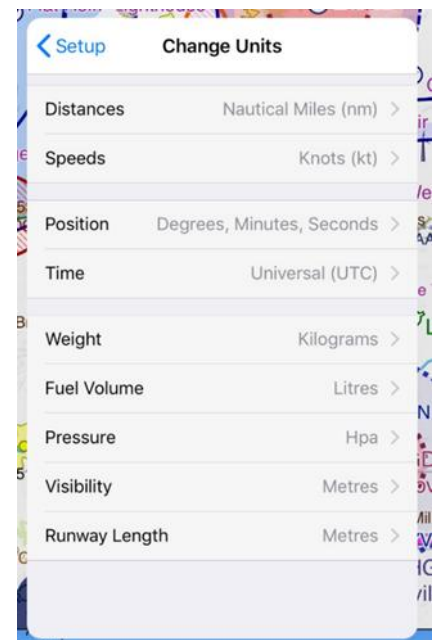 Setup
Change Units
Distances Nautical Miles (nm)
Speeds Knots (kt)
Position Degrees, Minutes, Seconds
Time Universal (UTC)
Weight Kilograms
Fuel Volume Litres
Pressure Hpa
Visibility Metres
Runway Length Metres